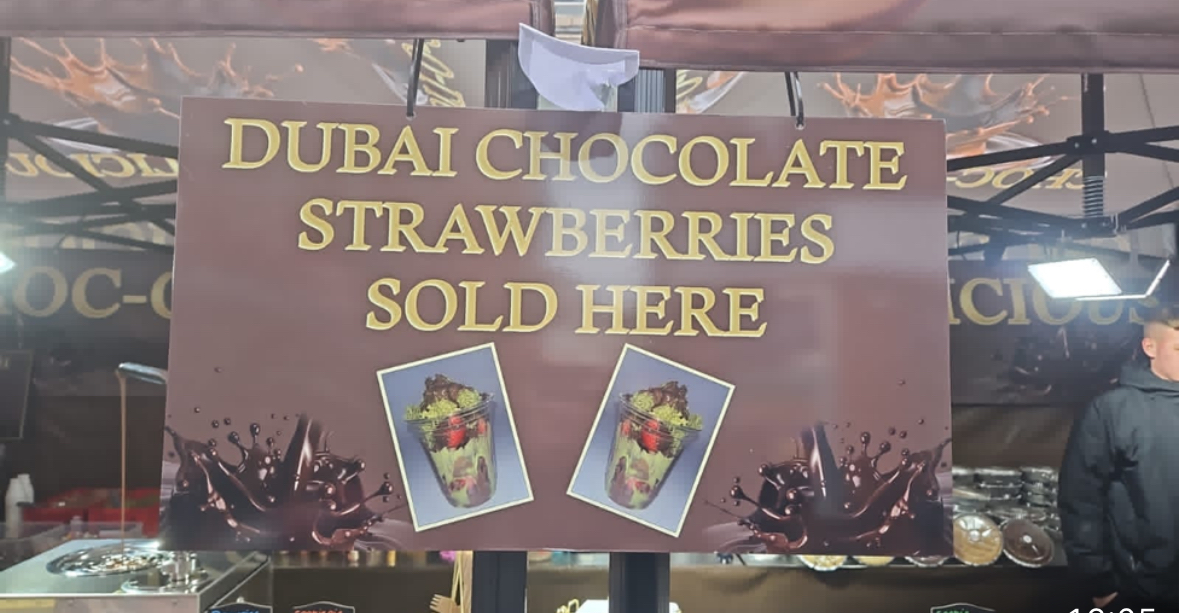 DUBAI CHOCOLATE
STRAWBERRIES
SOLD HERE